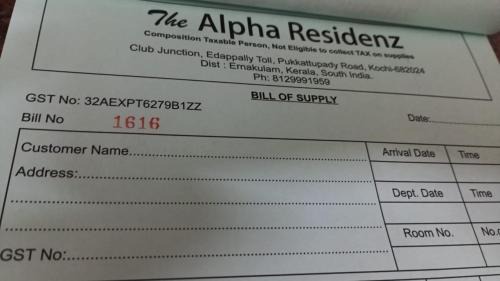 The Alpha Residenz
Composition Taxable Person, Not Eligible to collect TAX on supplies
Club Junction, Edappally Toll, Pukkattupady Road, Kochi-682024
Dist : Ernakulam, Kerala, South India.
Ph: 8129991959
BILL OF SUPPLY
GST No: 32AEXPT6279B1ZZ
Bill No 1616 Date:
Customer Name Arrival Date Time
Address:
Dept. Date Time
Room No.
GST No: